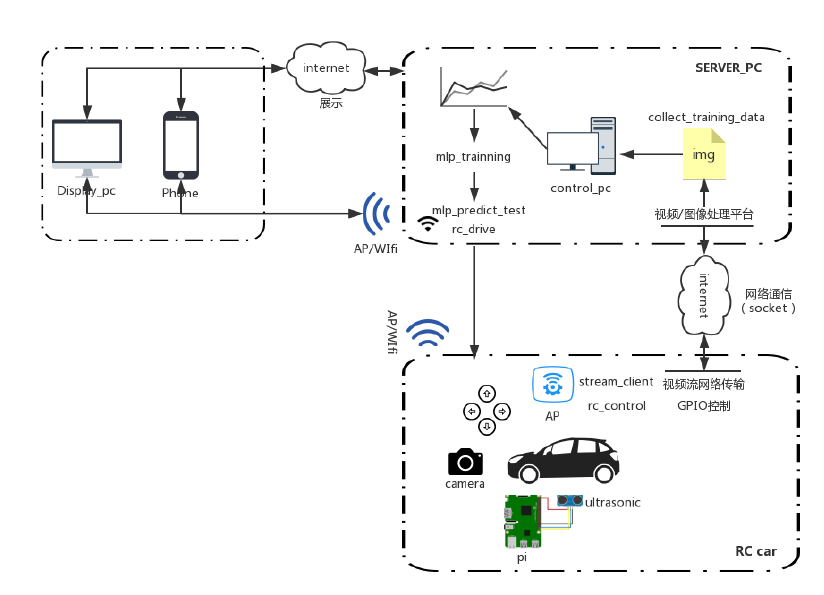 internet
展示
SERVER_PC
collect_training_data
img
mlp_trainning
control_pc
Display_pc
Phone
mlp_predict_test
rc_drive
视频/图像处理平台
AP/WIfi
internet
网络通信
( socket )
AP/WIfi
stream_client
视频流网络传输
rc_control
GPIO控制
AP
camera
ultrasonic
pi
RC car